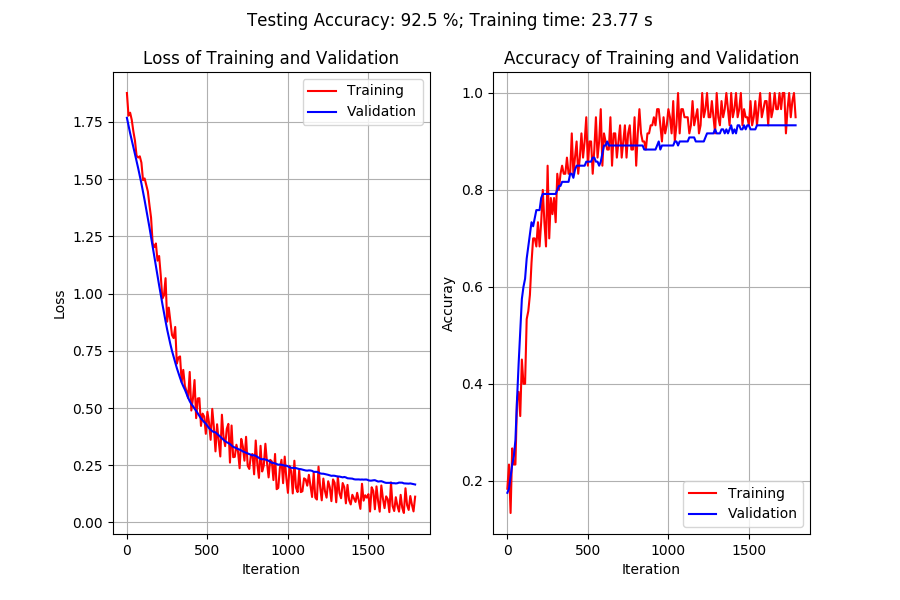 Testing Accuracy: 92.5 %; Training time: 23.77 s
Loss of Training and Validation
Accuracy of Training and Validation
Training
Validation
1.75
1.50
1.25
1.00
0.75
0.50
0.25
0.00
Loss
0
500
1000
1500
Iteration
1.0
0.8
0.6
0.4
0.2
Accuray
Training
Validation
0
500
1000
1500
Iteration